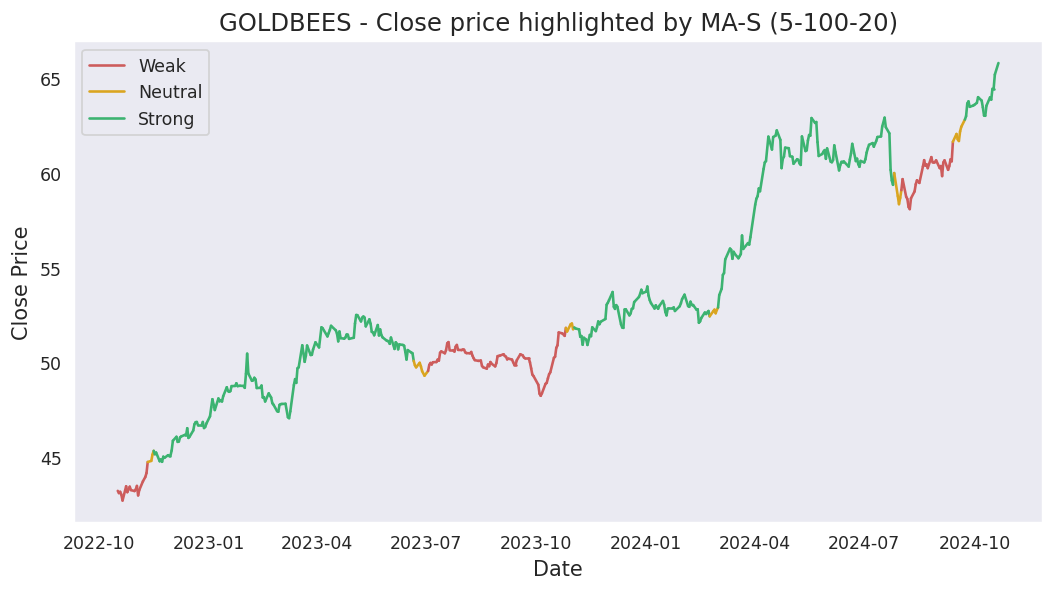 GOLDBEES - Close price highlighted by MA-S (5-100-20)
Weak
Neutral
Strong
Close Price
65
60
55
50
45
2022-10 2023-01 2023-04 2023-07 2023-10 2024-01 2024-04 2024-07 2024-10
Date